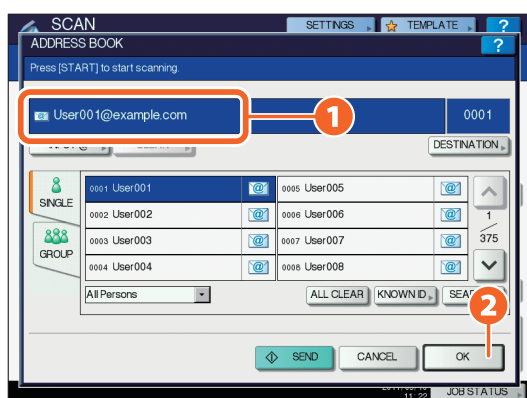 SCAN
SETTINGS
TEMPLATE
?
ADDRESS BOOK
?
Press [START] to start scanning.
User001@example.com
1
0001
DESTINATION
SINGLE
0001 User001
@
0005 User005
@
0002 User002
@
0006 User006
@
1
GROUP
0003 User003
@
0007 User007
@
375
0004 User004
@
0008 User008
@
All Persons
ALL CLEAR
KNOWN ID
2
SEND
CANCEL
OK
11:22
JOB STATUS